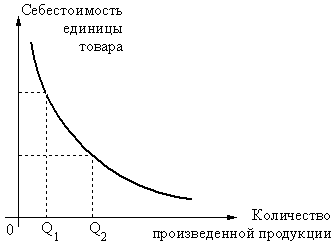 Себестоимость
единицы
товара
0
Q1
Q2
Количество
произведенной продукции